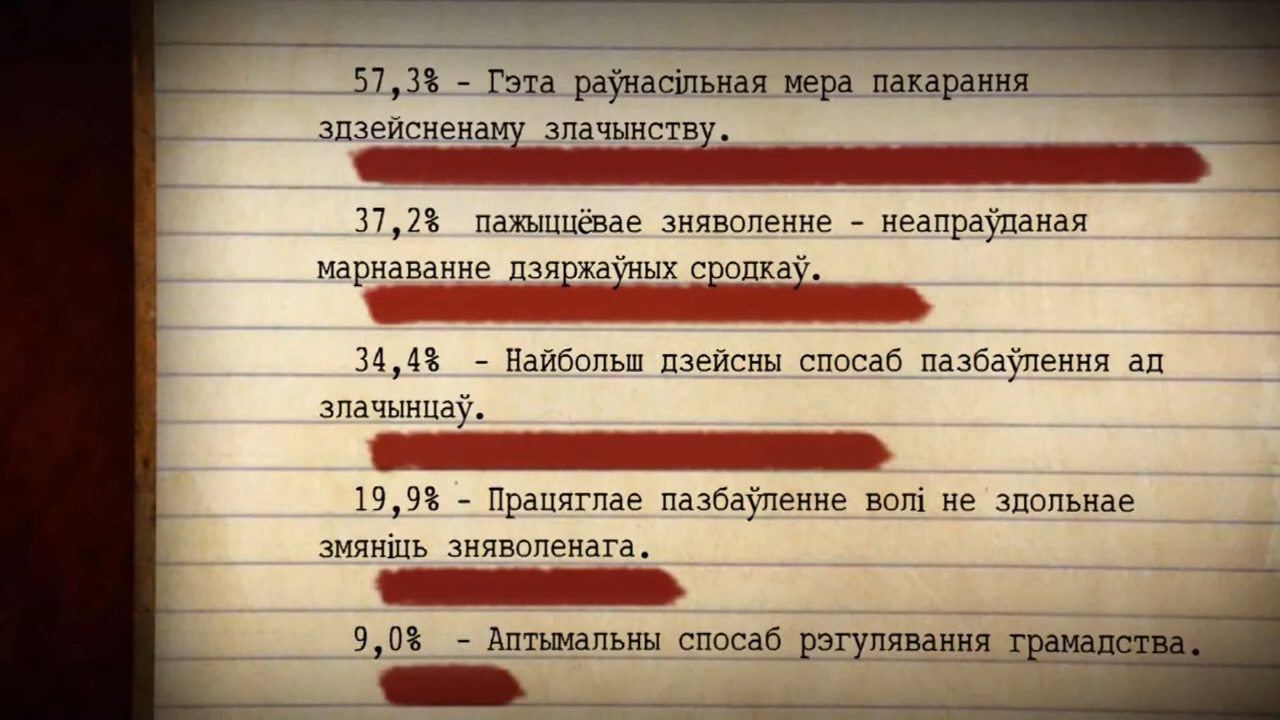 57,3% - Гэта раўнасільная мера пакарання
здзейсненаму злачынству.
37,2% пажыццёвае зняволенне - неапраўданая
марнаванне дзяржаўных сродкаў.
34,4% - Найбольш дзейсны спосаб пазбаўлення ад
злачынцаў.
19,9% - Працяглае пазбаўленне волі не здольнае
змяніць зняволенага.
9,0% - Аптымальны спосаб рэгулявання грамадства.